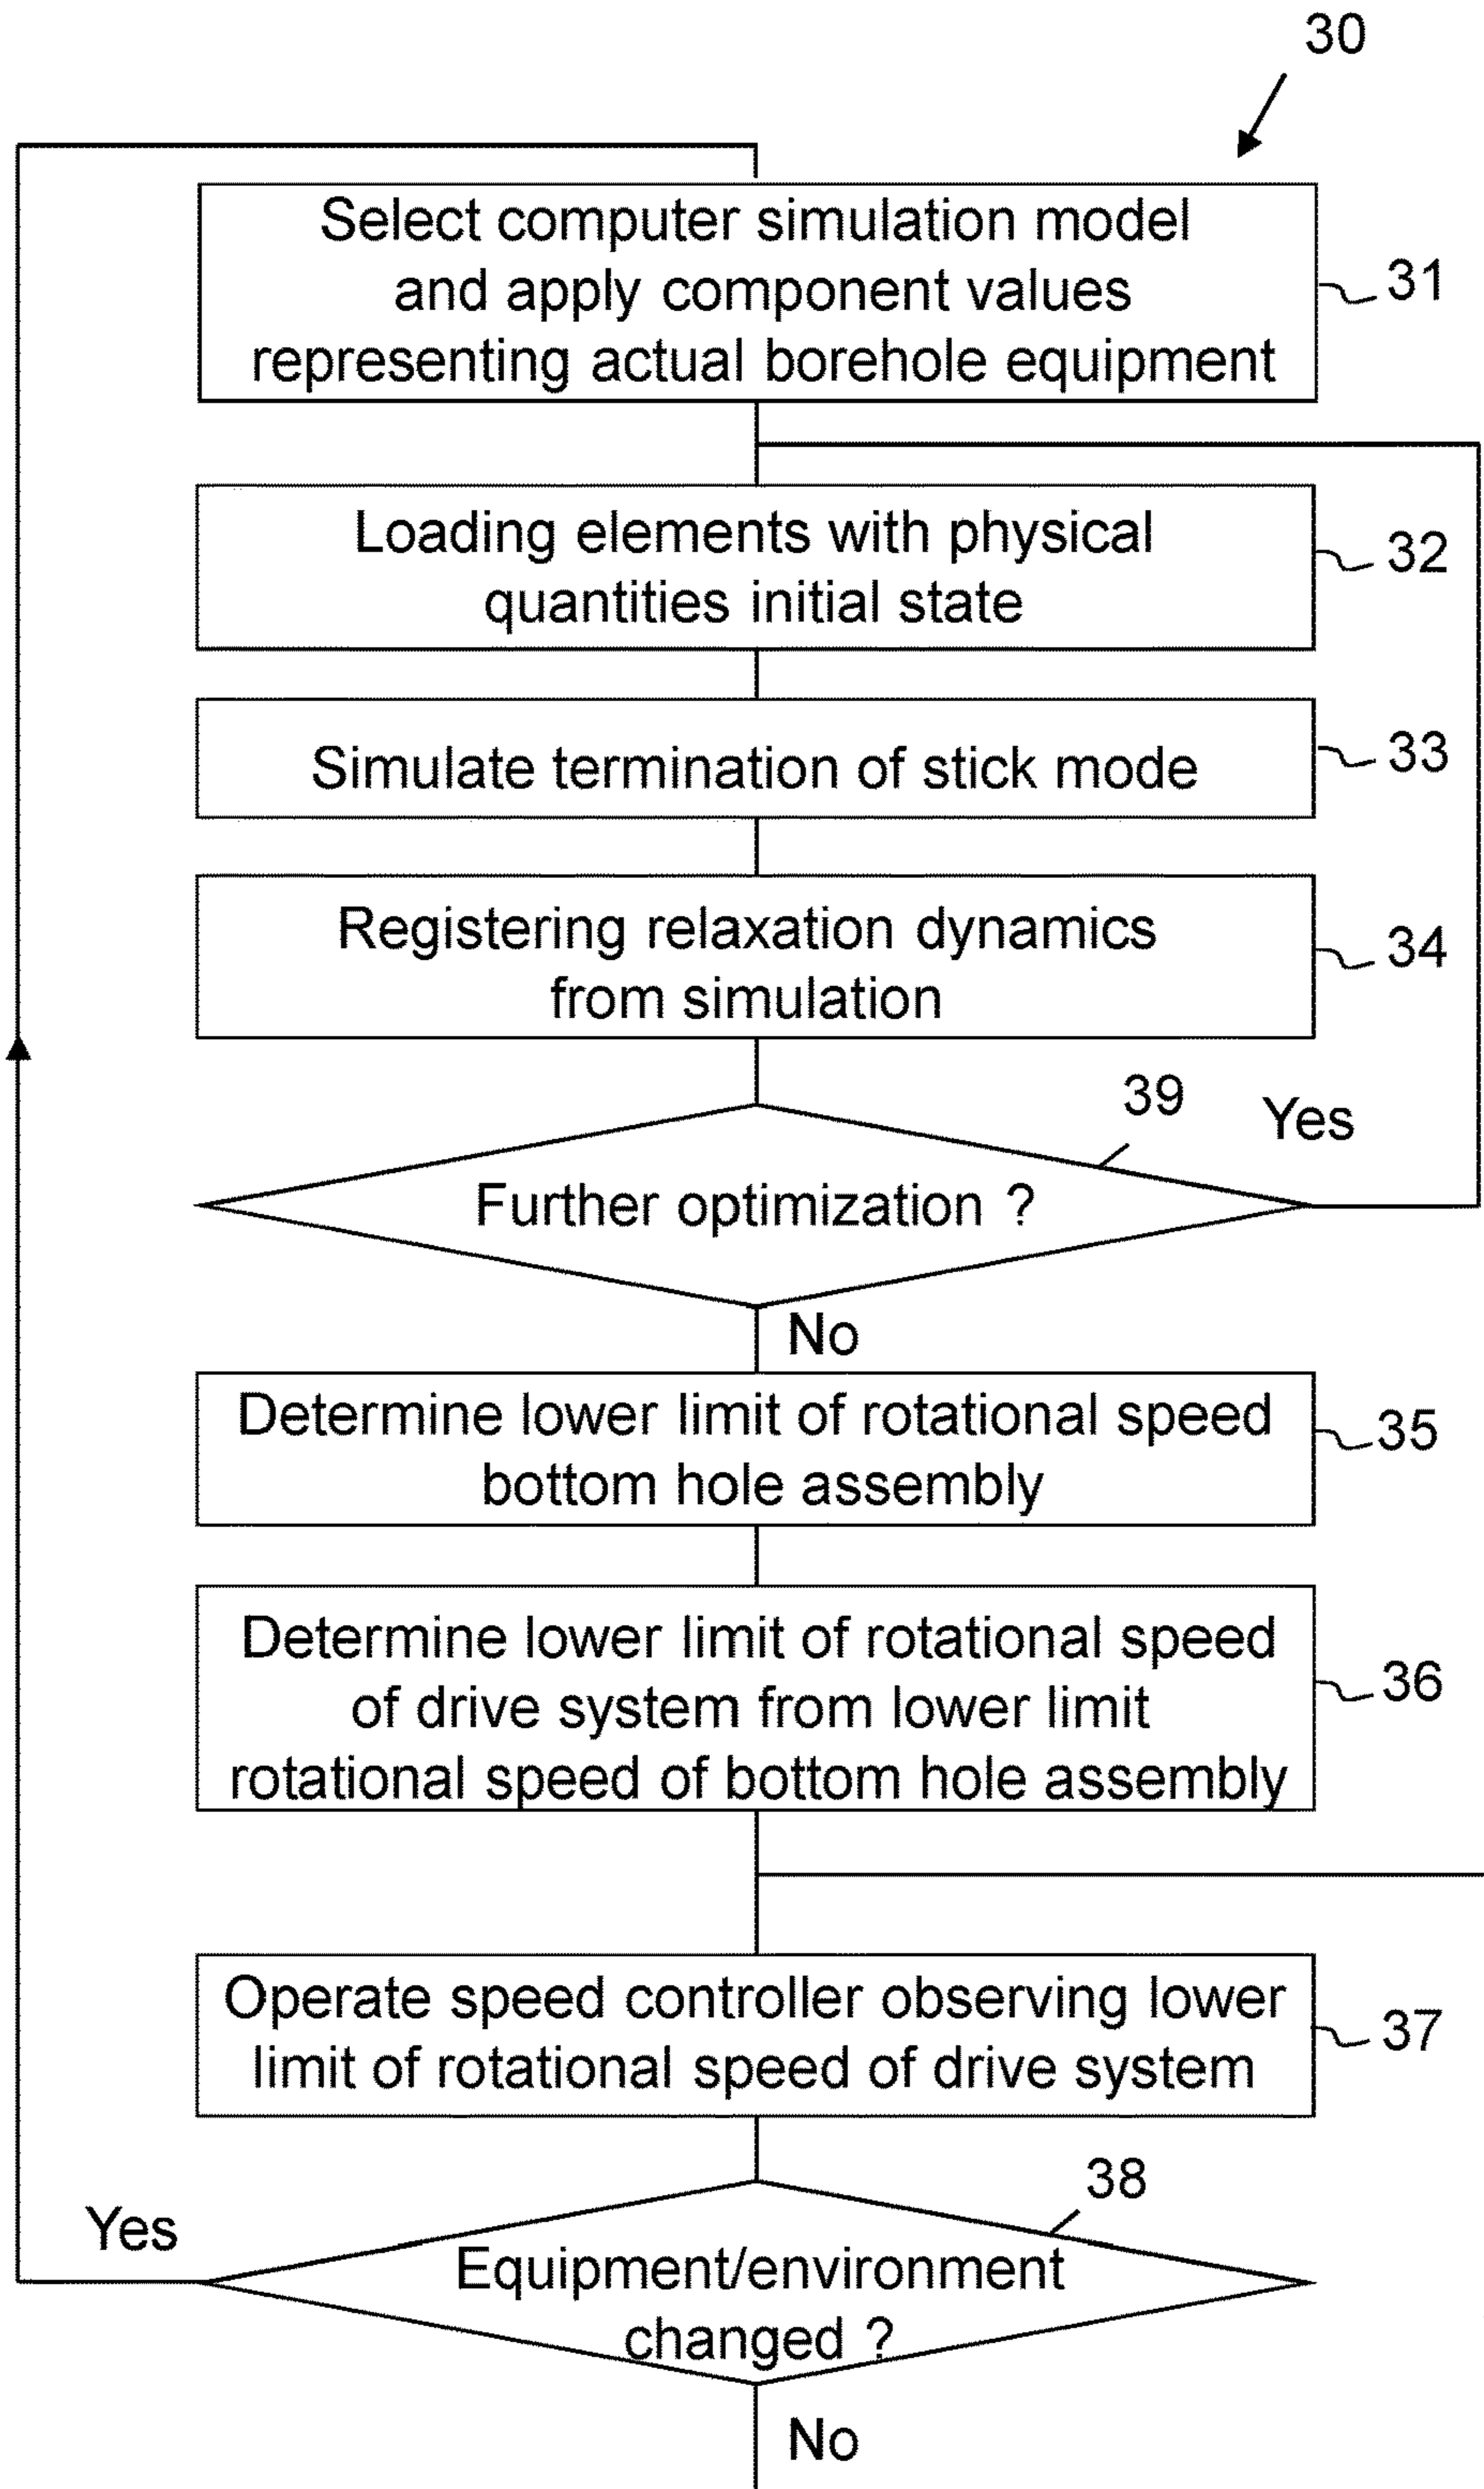 30
Select computer simulation model
and apply component values
representing actual borehole equipment
31
Loading elements with physical
quantities initial state
32
Simulate termination of stick mode
33
Registering relaxation dynamics
from simulation
34
39
Yes
Further optimization ?
No
Determine lower limit of rotational speed
bottom hole assembly
35
Determine lower limit of rotational speed
of drive system from lower limit
rotational speed of bottom hole assembly
36
Operate speed controller observing lower
limit of rotational speed of drive system
37
38
Yes
Equipment/environment
changed ?
No